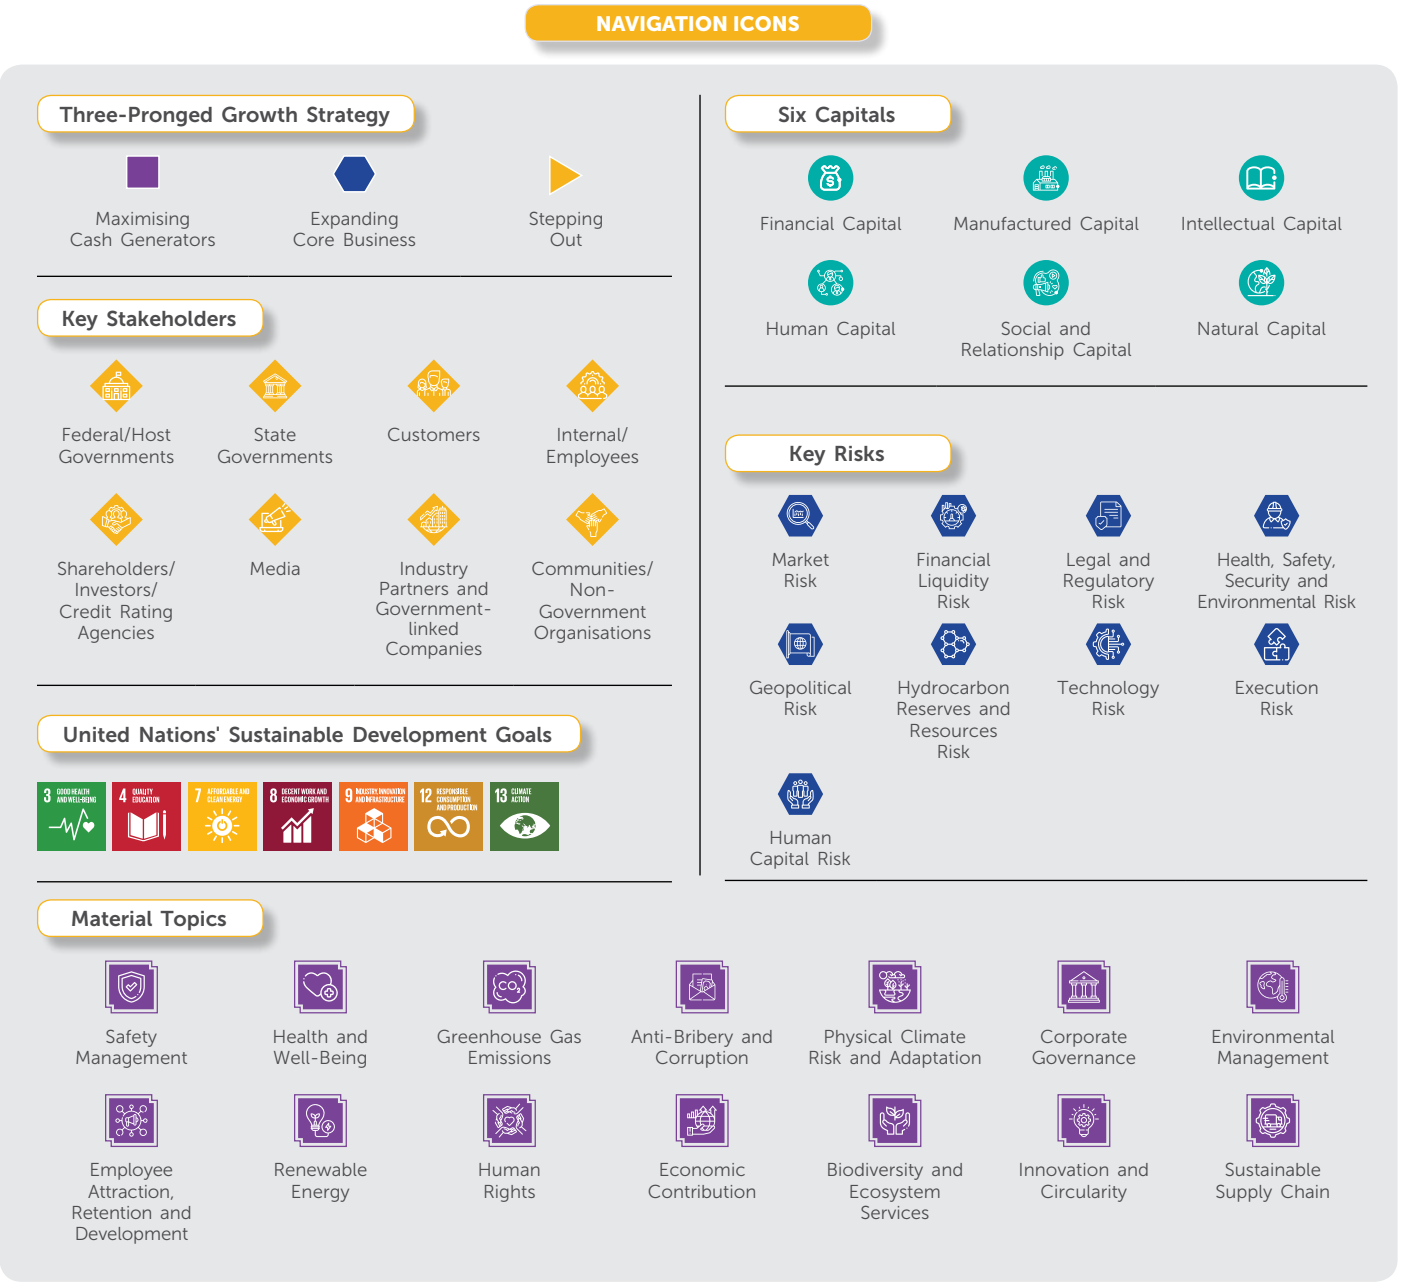 NAVIGATION ICONS
Three-Pronged Growth Strategy
Maximising
Cash Generators
Expanding
Core Business
Stepping
Out
Key Stakeholders
Federal/Host
Governments
State
Governments
Customers
Internal/
Employees
Shareholders/
Investors/
Credit Rating
Agencies
Media
Industry
Partners and
Government-
linked
Companies
Communities/
Non-
Government
Organisations
United Nations' Sustainable Development Goals
3 GOOD HEALTH
AND WELL-BEING
4 QUALITY
EDUCATION
7 AFFORDABLE AND
CLEAN ENERGY
8 DECENT WORK AND
ECONOMIC GROWTH
9 INDUSTRY, INNOVATION
AND INFRASTRUCTURE
12 RESPONSIBLE
CONSUMPTION
AND PRODUCTION
13 CLIMATE
ACTION
Six Capitals
$
Financial Capital
Manufactured Capital
Intellectual Capital
Human Capital
Social and
Relationship Capital
Natural Capital
Key Risks
Market
Risk
Financial
Liquidity
Risk
Legal and
Regulatory
Risk
Health, Safety,
Security and
Environmental Risk
Geopolitical
Risk
Hydrocarbon
Reserves and
Resources
Risk
Technology
Risk
Execution
Risk
Human
Capital Risk
Material Topics
Safety
Management
Health and
Well-Being
CO2
Greenhouse Gas
Emissions
Anti-Bribery and
Corruption
Physical Climate
Risk and Adaptation
Corporate
Governance
Environmental
Management
Employee
Attraction,
Retention and
Development
Renewable
Energy
Human
Rights
Economic
Contribution
Biodiversity and
Ecosystem
Services
Innovation and
Circularity
Sustainable
Supply Chain